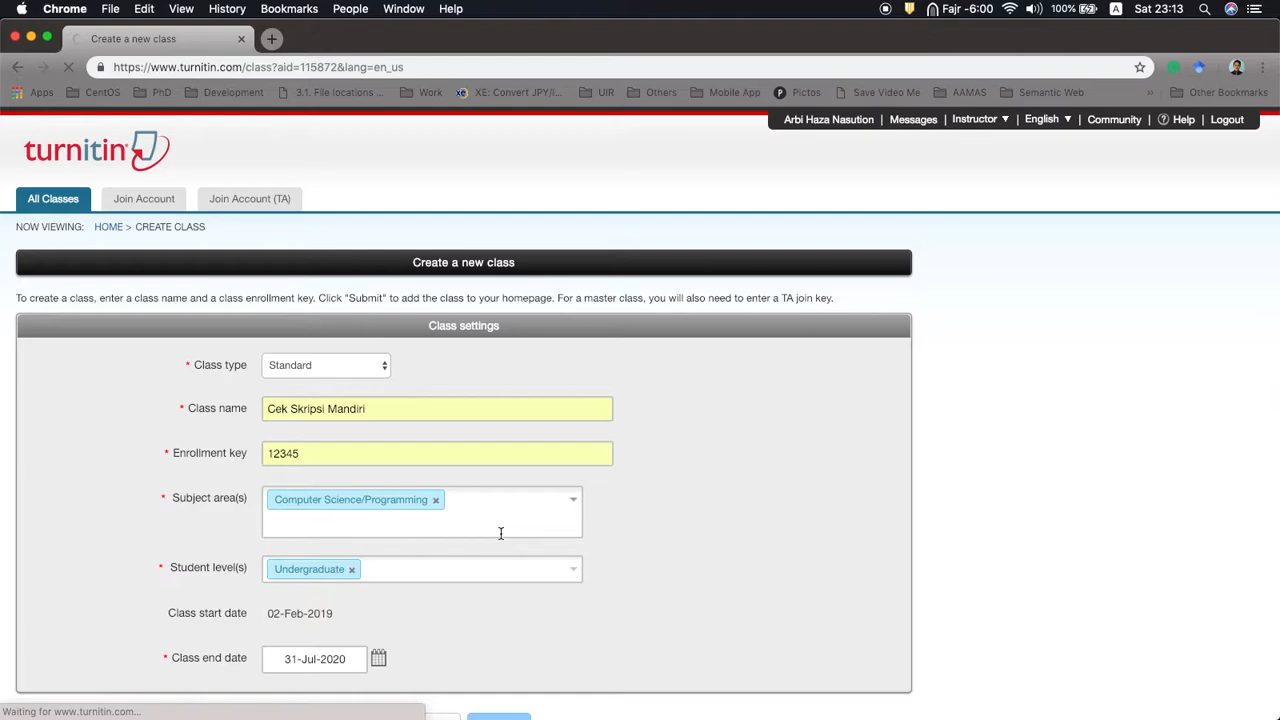 Chrome File Edit View History Bookmarks People Window Help Fajr -6:00 100% A Sat 23:13
Create a new class
https://www.turnitin.com/class?aid=115872&lang=en_us
Apps CentOS PhD Development 3.1. File locations ... Work XE: Convert JPY/I... UIR Others Mobile App Pictos Save Video Me AAMAS Semantic Web » Other Bookmarks
Arbi Haza Nasution Messages Instructor English Community Help Logout
turnitin
All Classes Join Account Join Account (TA)
NOW VIEWING: HOME > CREATE CLASS
Create a new class
To create a class, enter a class name and a class enrollment key. Click "Submit" to add the class to your homepage. For a master class, you will also need to enter a TA join key.
Class settings
* Class type Standard
* Class name Cek Skripsi Mandiri
* Enrollment key 12345
* Subject area(s) Computer Science/Programming ×
* Student level(s) Undergraduate ×
Class start date 02-Feb-2019
* Class end date 31-Jul-2020
Waiting for www.turnitin.com...